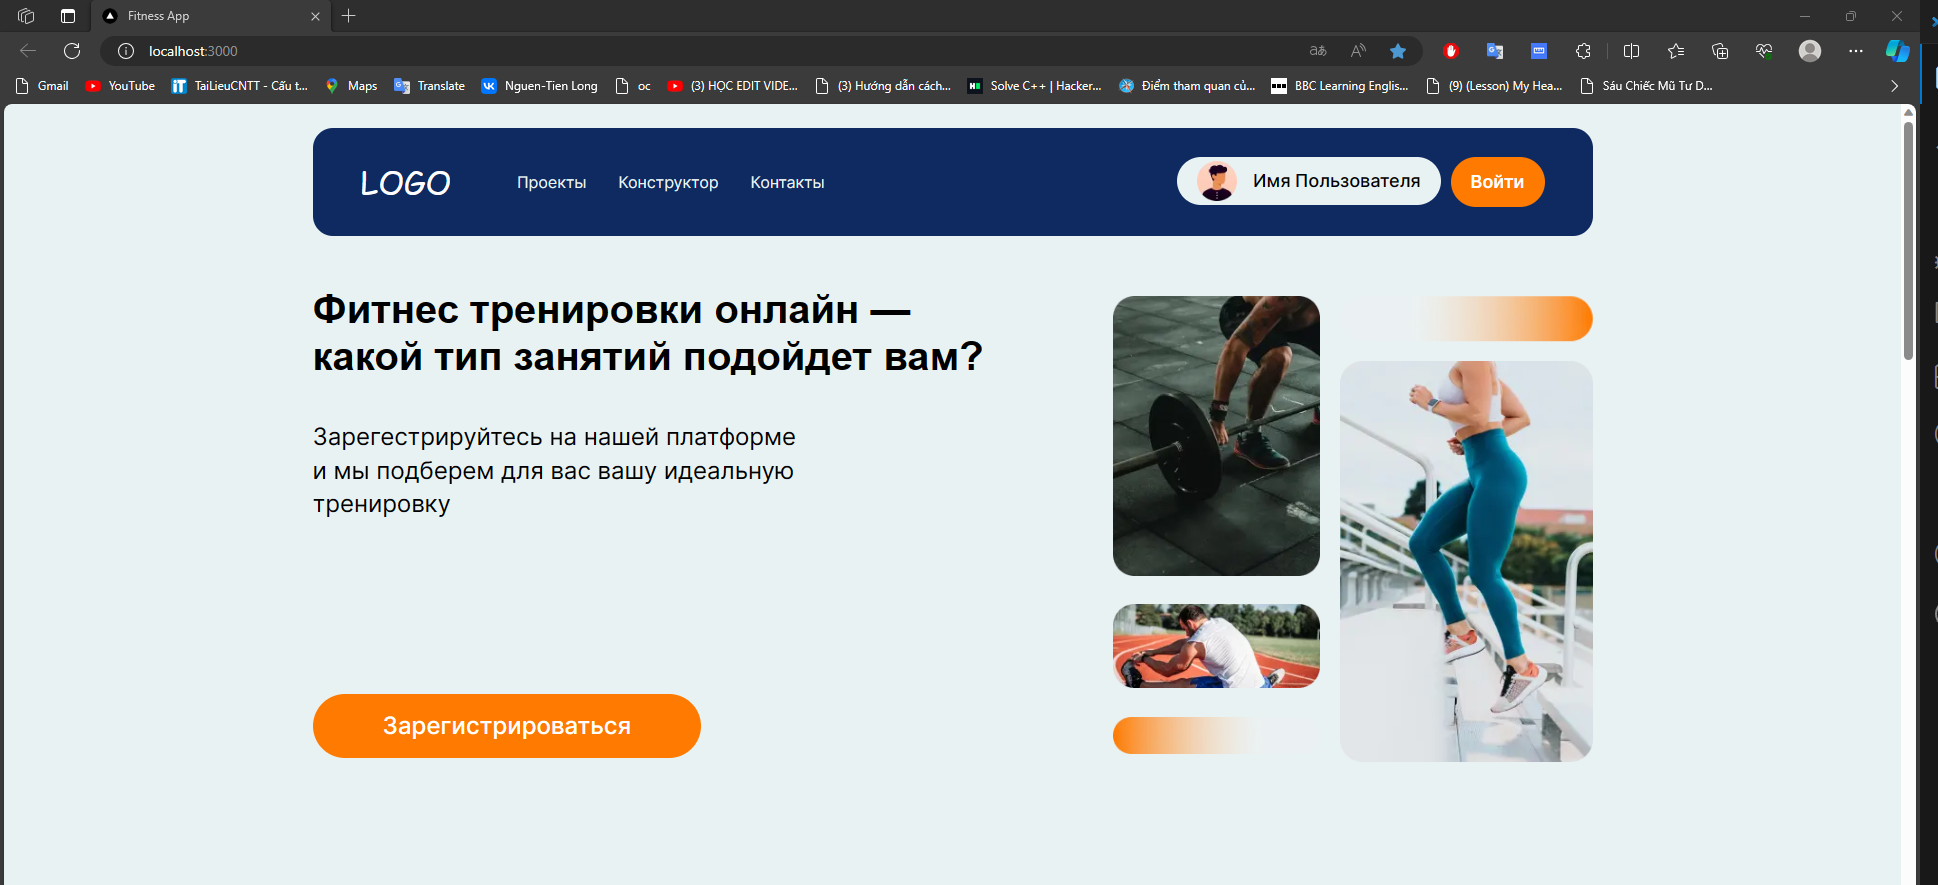 Fitness App
localhost:3000
Gmail
YouTube
TaiLieuCNTT - Cấu t...
Maps
Translate
Nguen-Tien Long
oc
(3) HỌC EDIT VIDE...
(3) Hướng dẫn cách...
Solve C++ | Hacker...
Điểm tham quan củ...
BBC Learning Englis...
(9) (Lesson) My Hea...
Sáu Chiếc Mũ Tư D...
LOGO
Проекты
Конструктор
Контакты
Имя Пользователя
Войти
Фитнес тренировки онлайн —
какой тип занятий подойдет вам?
Зарегестрируйтесь на нашей платформе
и мы подберем для вас вашу идеальную
тренировку
Зарегистрироваться